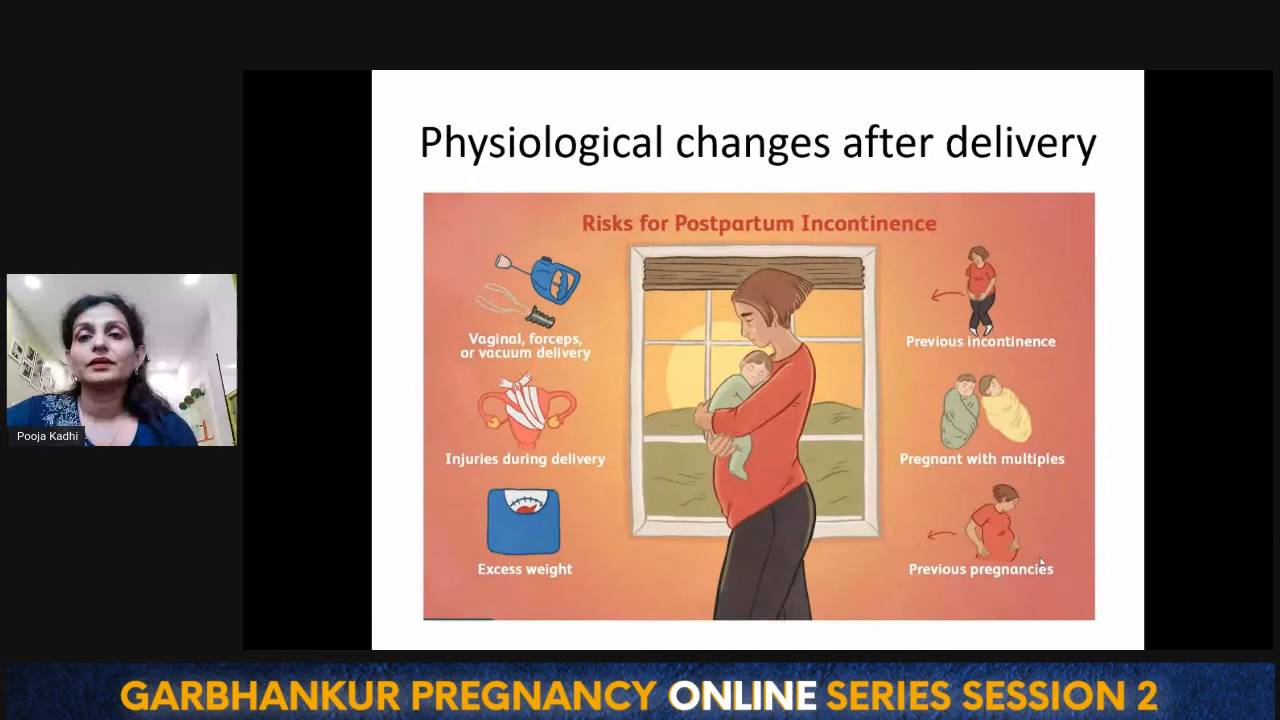 Physiological changes after delivery
Risks for Postpartum Incontinence
Vaginal, forceps,
or vacuum delivery
Previous incontinence
Injuries during delivery
Pregnant with multiples
Excess weight
Previous pregnancies
Pooja Kadhi
GARBHANKUR PREGNANCY ONLINE SERIES SESSION 2